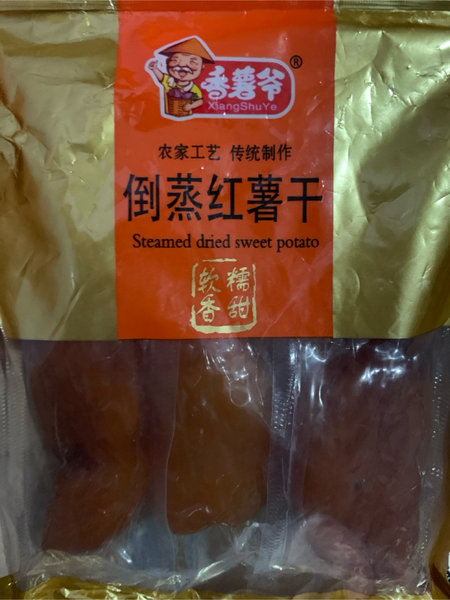 香薯爷®
XiangShuYe
农家工艺 传统制作
倒蒸红薯干
Steamed dried sweet potato
软糯
香甜